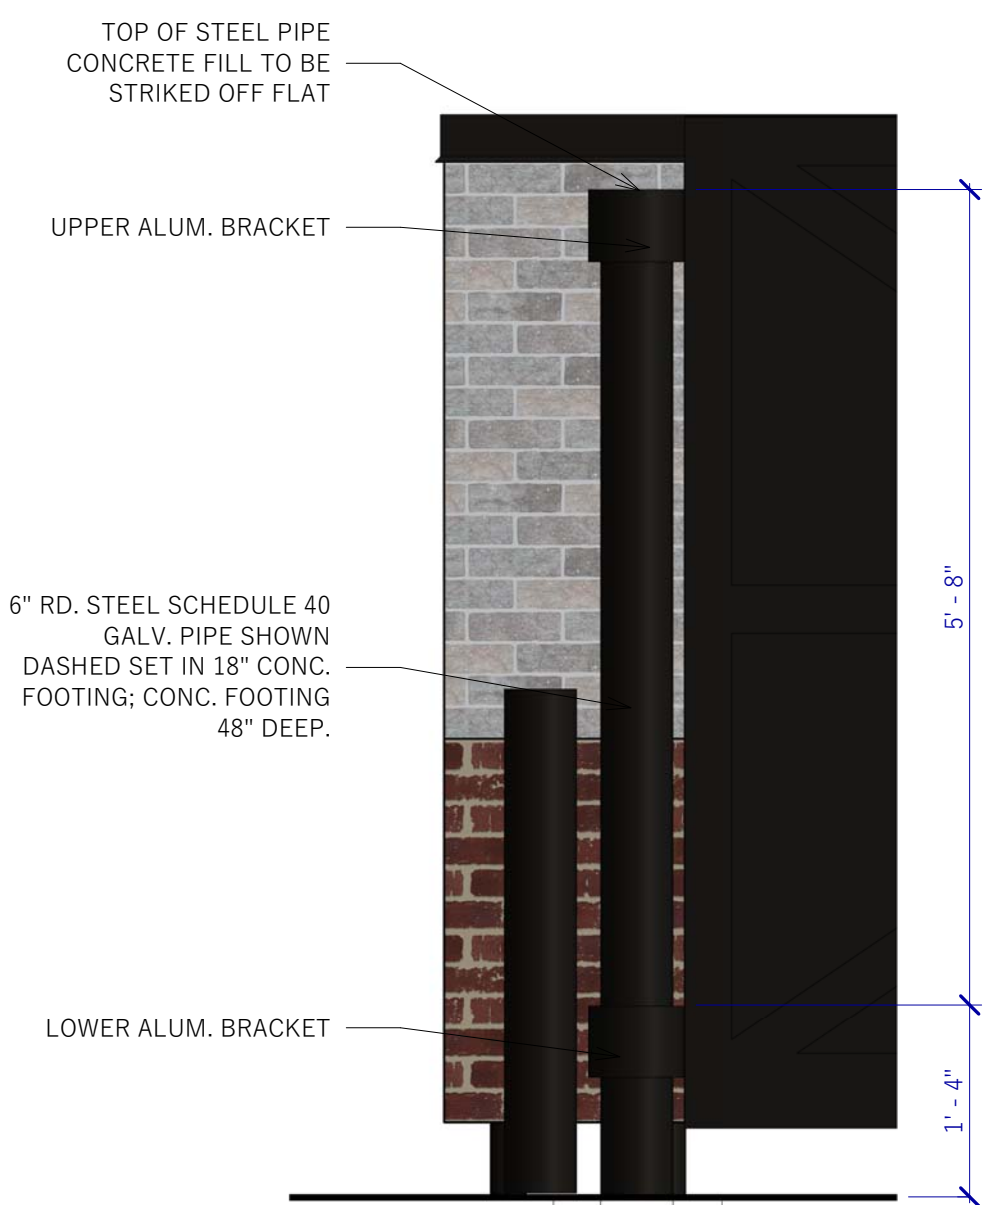 TOP OF STEEL PIPE
CONCRETE FILL TO BE
STRIKED OFF FLAT
UPPER ALUM. BRACKET
5' - 8"
6" RD. STEEL SCHEDULE 40
GALV. PIPE SHOWN
DASHED SET IN 18" CONC.
FOOTING; CONC. FOOTING
48" DEEP.
LOWER ALUM. BRACKET
1' - 4"